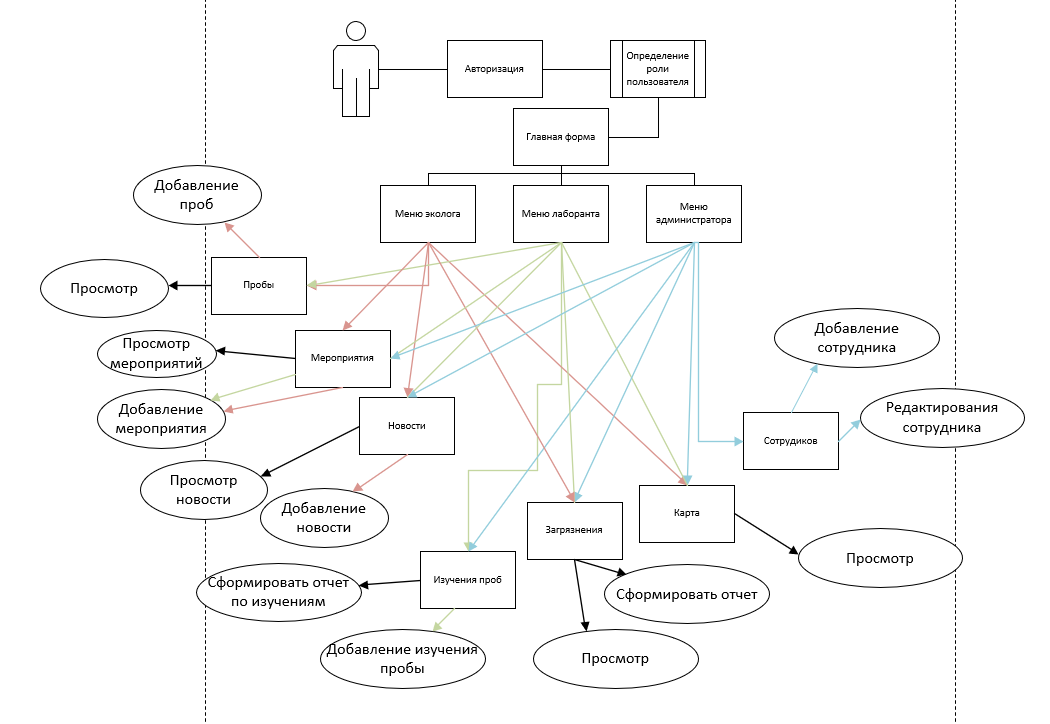 Авторизация
Определение
роли
пользователя
Главная форма
Меню эколога
Меню лаборанта
Меню
администратора
Добавление
проб
Пробы
Просмотр
Мероприятия
Просмотр
мероприятий
Добавление
мероприятия
Новости
Просмотр
новости
Добавление
новости
Добавление
сотрудника
Редактирования
сотрудника
Сотрудиков
Карта
Загрязнения
Просмотр
Изучения проб
Сформировать отчет
по изучениям
Сформировать отчет
Добавление изучения
пробы
Просмотр